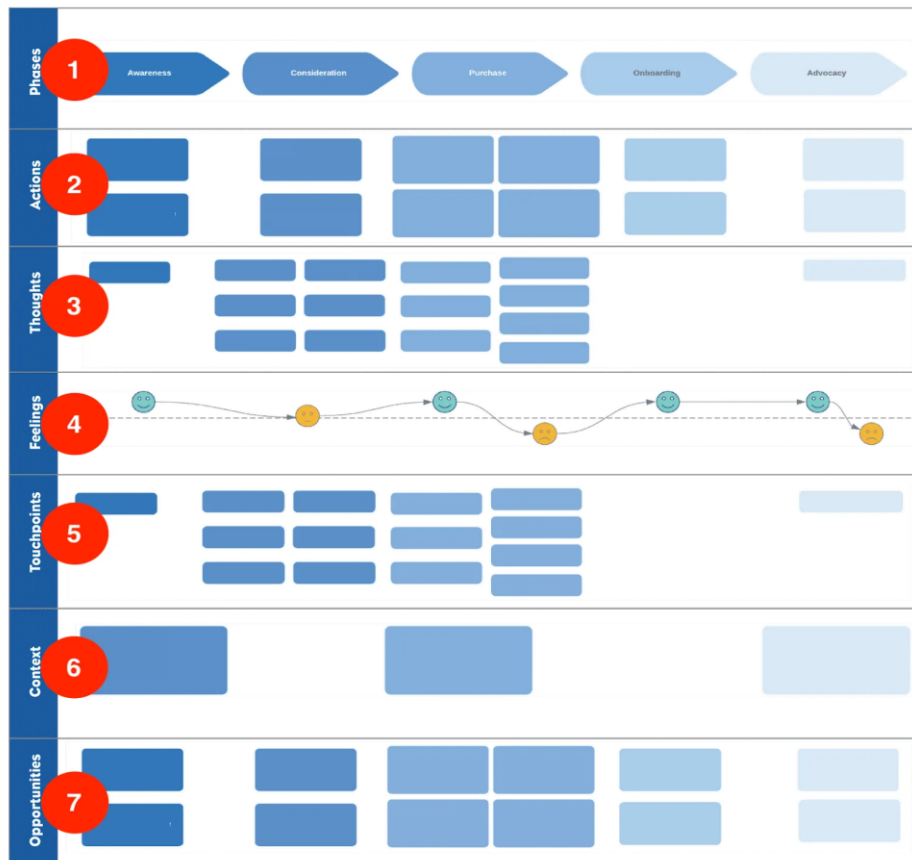 Phases
1
Awareness
Consideration
Purchase
Onboarding
Advocacy
Actions
2
Thoughts
3
Feelings
4
Touchpoints
5
Context
6
Opportunities
7